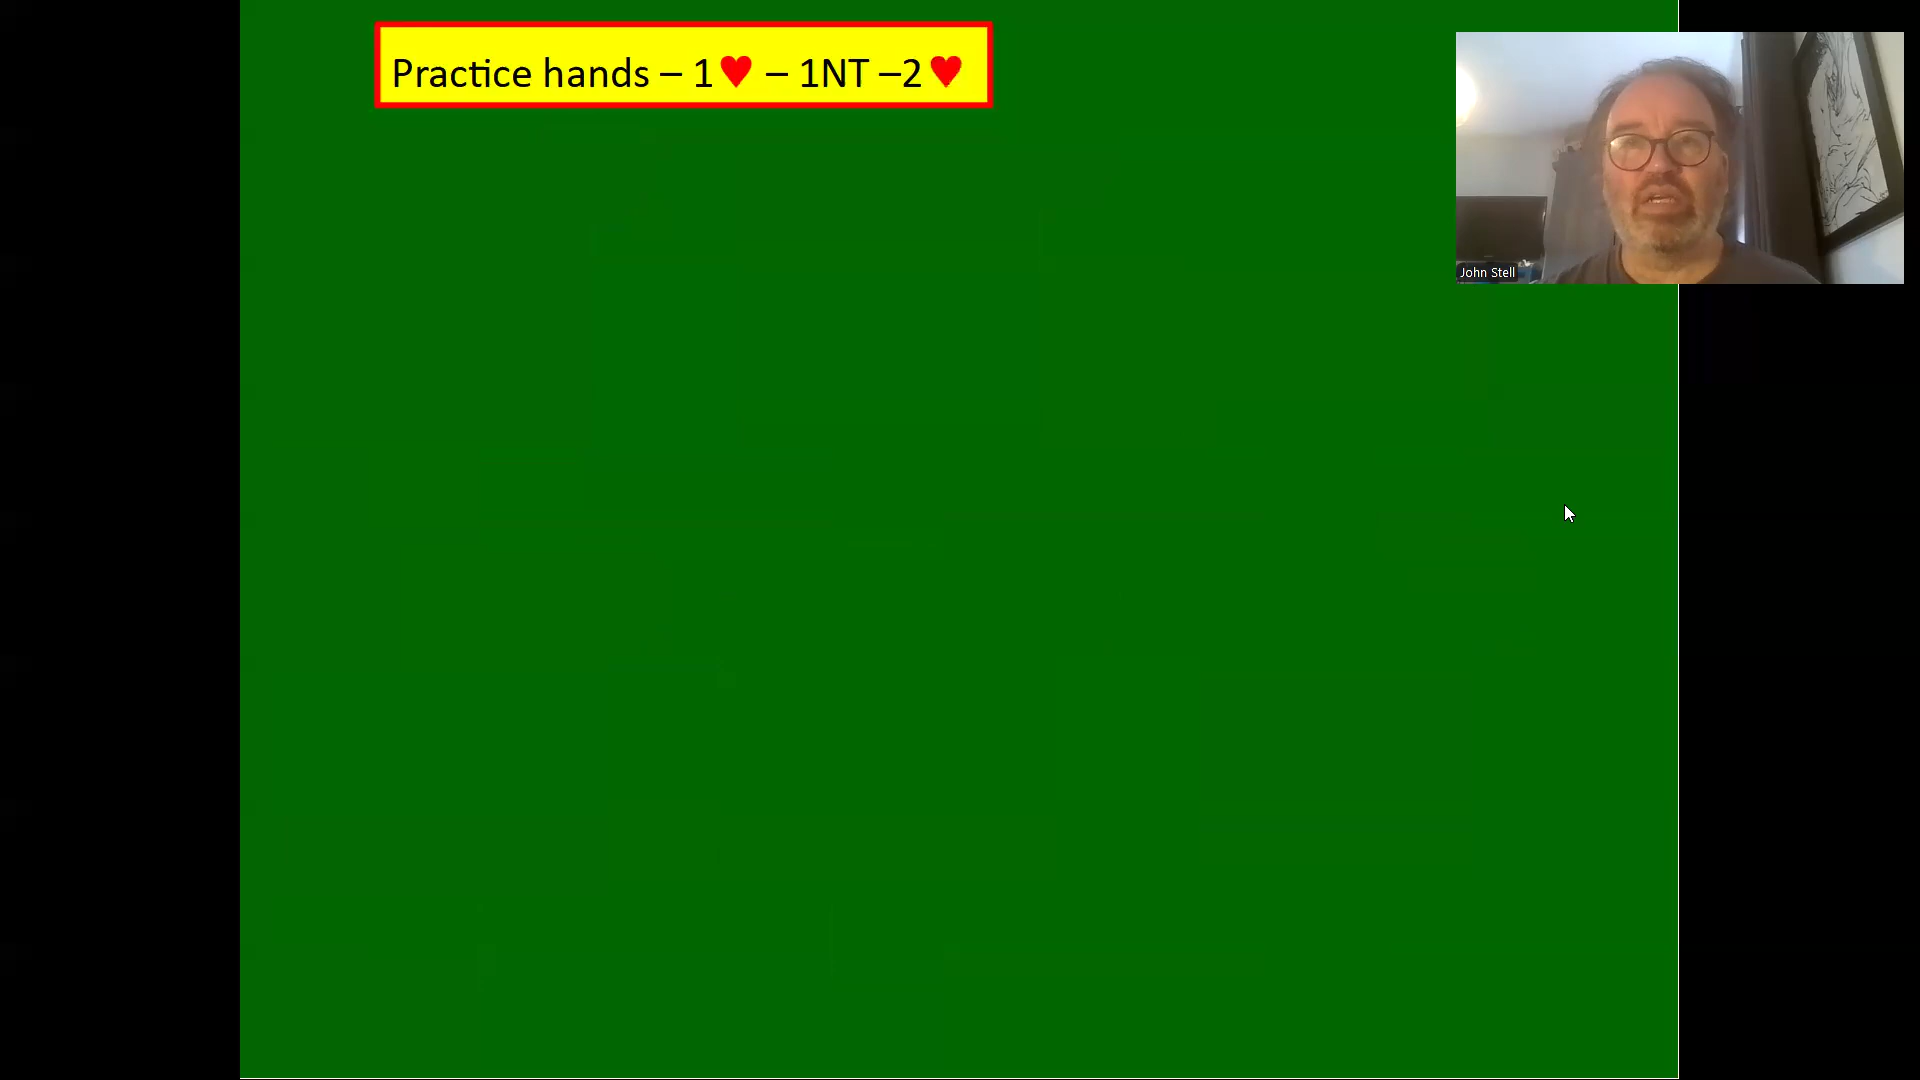 Practice hands – 1♥ – 1NT –2♥
John Stell